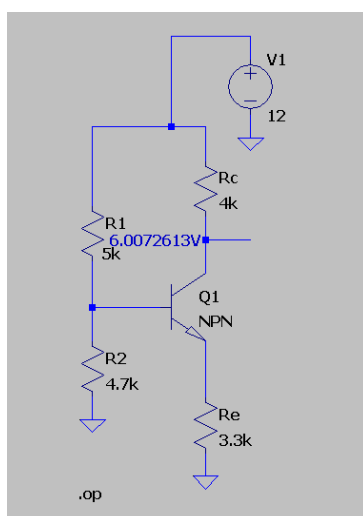 V1
12
Rc
4k
R1
6.0072613V
5k
Q1
NPN
R2
4.7k
Re
3.3k
.op